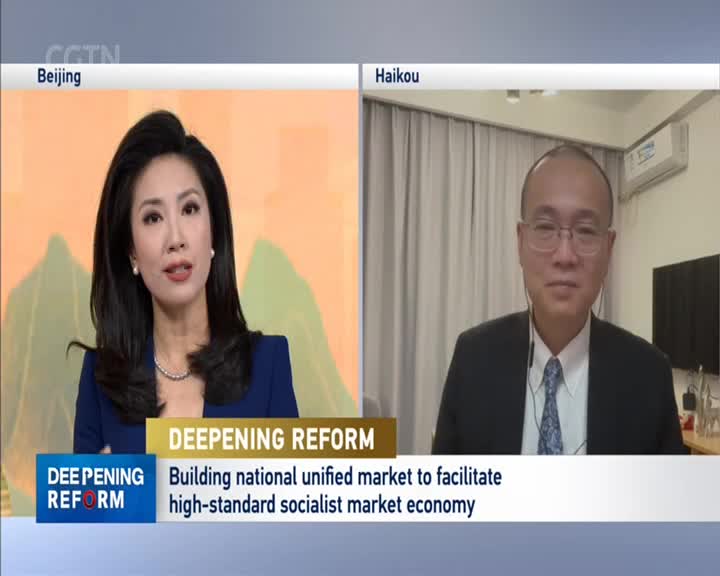 CGTN
Beijing
Haikou
DEEPENING REFORM
DEEPENING
REFORM
Building national unified market to facilitate
high-standard socialist market economy